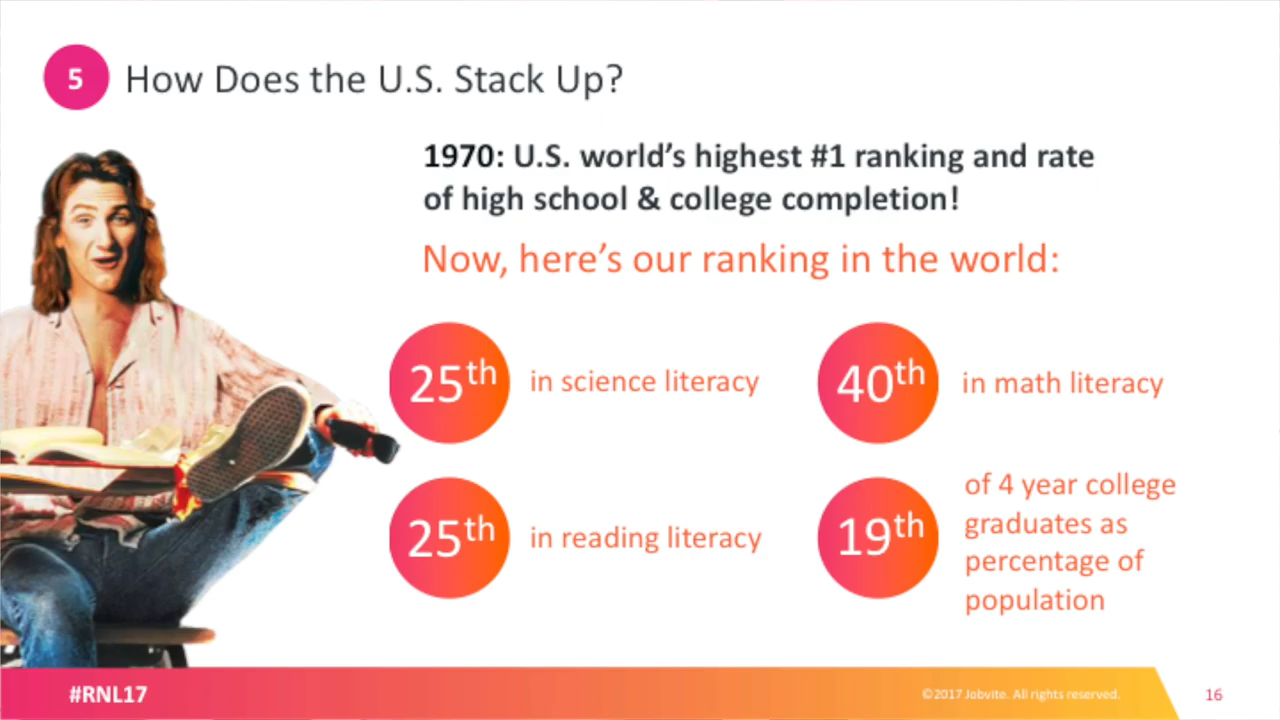 5 How Does the U.S. Stack Up?
1970: U.S. world's highest #1 ranking and rate
of high school & college completion!
Now, here's our ranking in the world:
25th in science literacy
40th in math literacy
25th in reading literacy
19th
of 4 year college
graduates as
percentage of
population
#RNL17
©2017 Jobvite. All rights reserved.
16